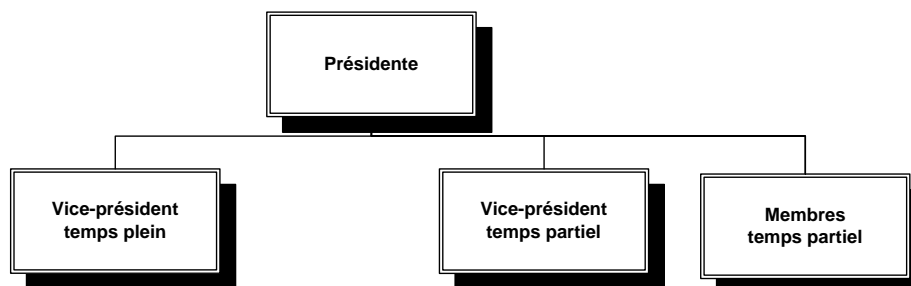 Présidente
Vice-président
temps plein
Vice-président
temps partiel
Membres
temps partiel